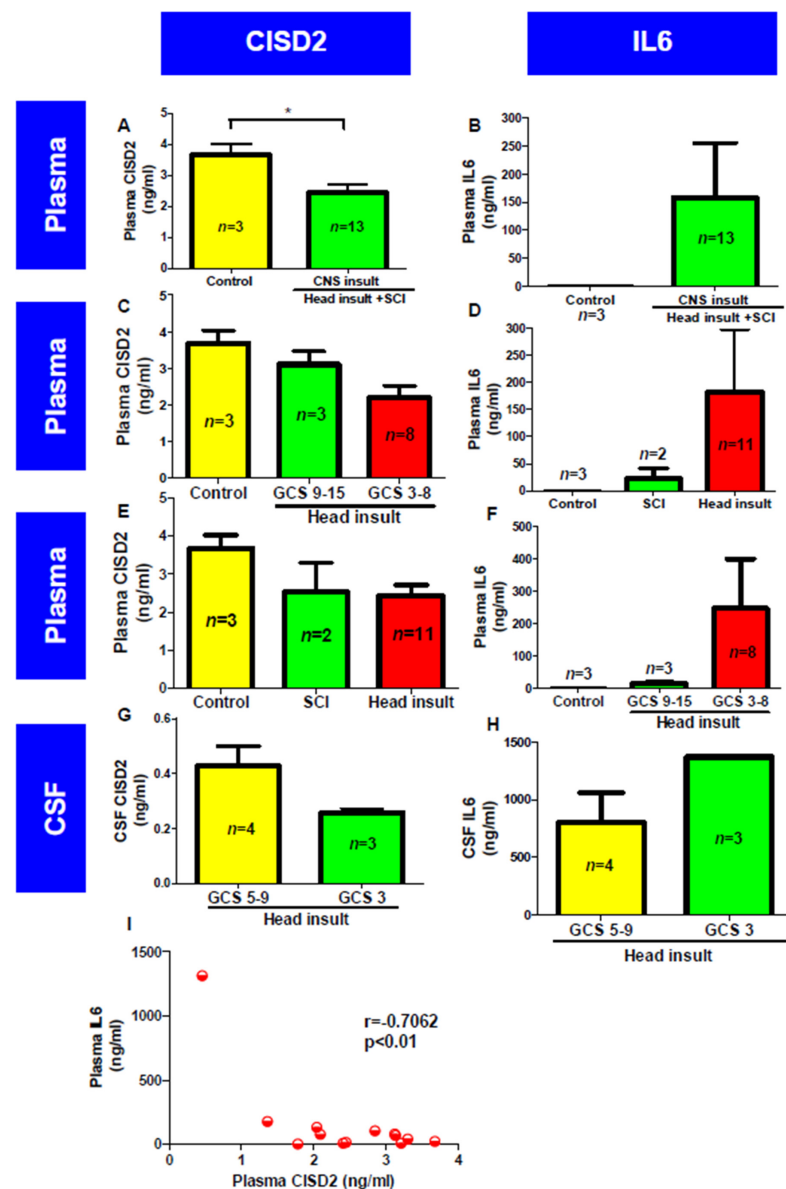 CISD2
IL6
Plasma
A
Plasma CISD2
(ng/ml)
5
4
3
2
1
0
*
n=3
n=13
Control
CNS insult
Head insult +SCI
B
Plasma IL6
(ng/ml)
300
250
200
150
100
50
0
n=13
Control
n=3
CNS insult
Head insult +SCI
Plasma
C
Plasma CISD2
(ng/ml)
5
4
3
2
1
0
n=3
n=3
n=8
Control
GCS 9-15
GCS 3-8
Head insult
D
Plasma IL6
(ng/ml)
300
250
200
150
100
50
0
n=3
n=2
n=11
Control
SCI
Head insult
Plasma
E
Plasma CISD2
(ng/ml)
5
4
3
2
1
0
n=3
n=2
n=11
Control
SCI
Head insult
F
Plasma IL6
(ng/ml)
500
400
300
200
100
0
n=3
n=3
n=8
Control
GCS 9-15
GCS 3-8
Head insult
CSF
G
CSF CISD2
(ng/ml)
0.6
0.4
0.2
0.0
n=4
n=3
GCS 5-9
GCS 3
Head insult
H
CSF IL6
(ng/ml)
1500
1000
500
0
n=4
n=3
GCS 5-9
GCS 3
Head insult
I
Plasma IL6
(ng/ml)
1500
1000
500
0
r=-0.7062
p<0.01
0 1 2 3 4
Plasma CISD2 (ng/ml)